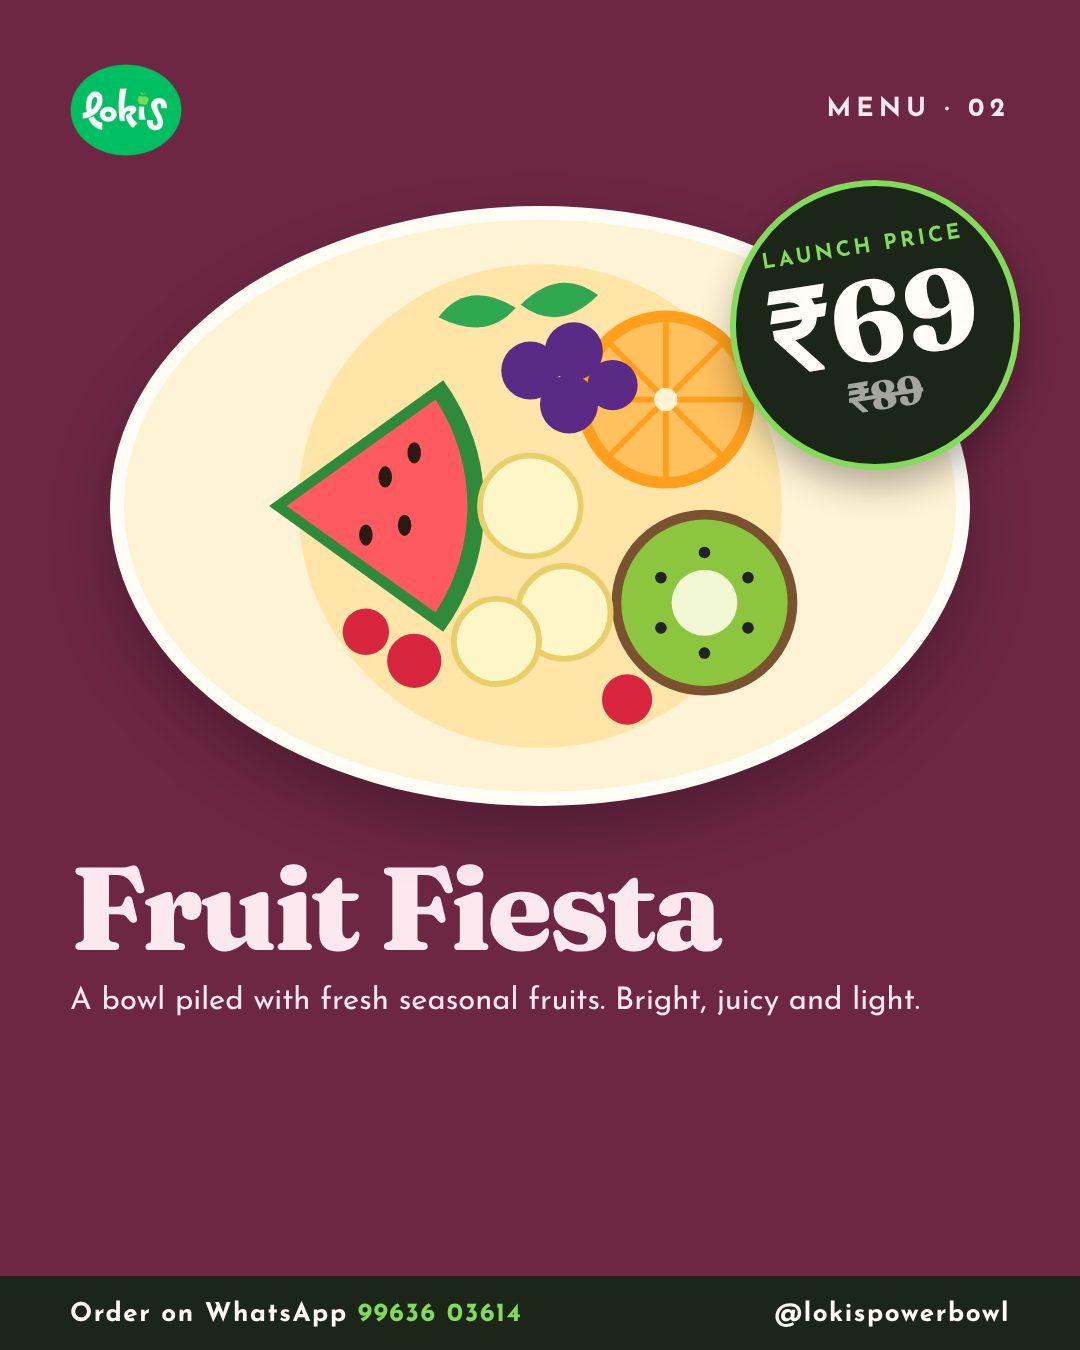 lokis
MENU · 02
LAUNCH PRICE
₹69
₹89
Fruit Fiesta
A bowl piled with fresh seasonal fruits. Bright, juicy and light.
Order on WhatsApp 99636 03614
@lokispowerbowl